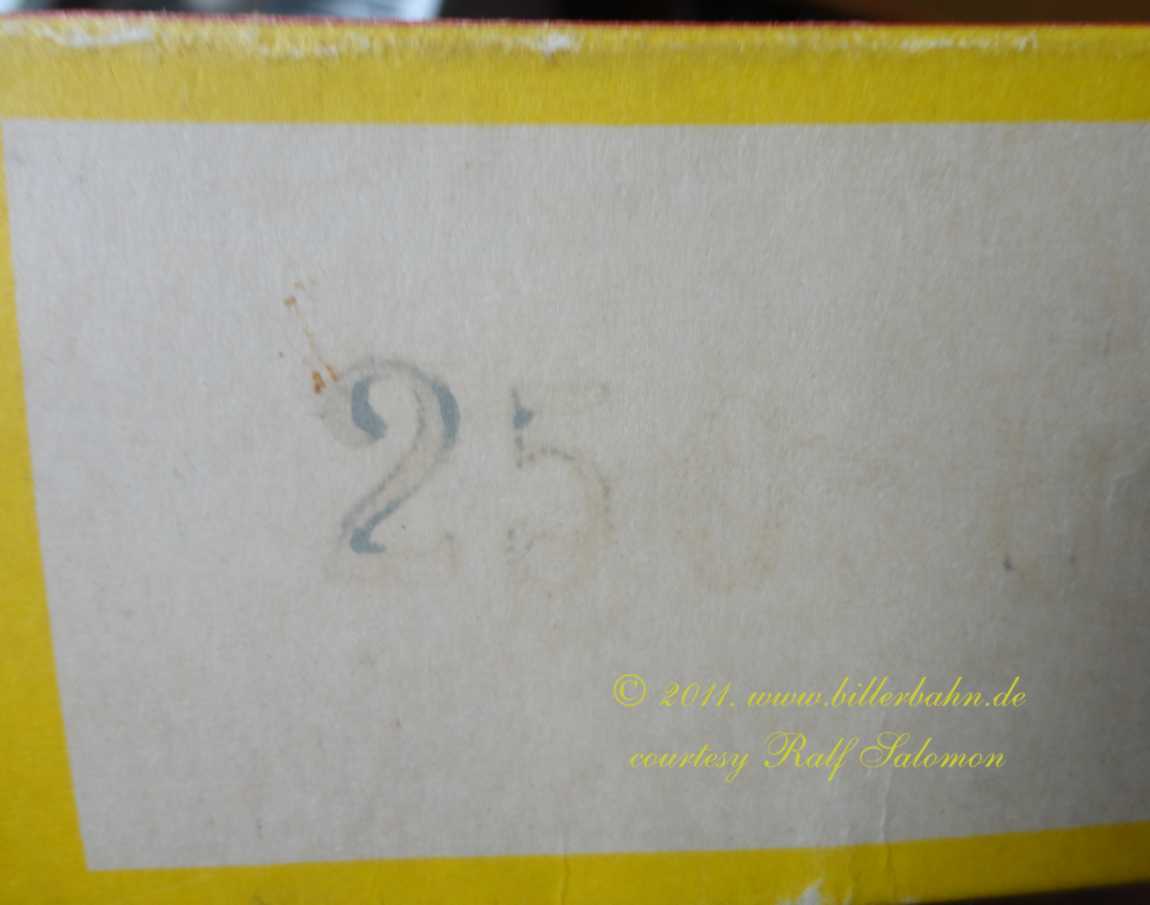 25
© 2011. www.billerbahn.de
courtesy Ralf Salomon